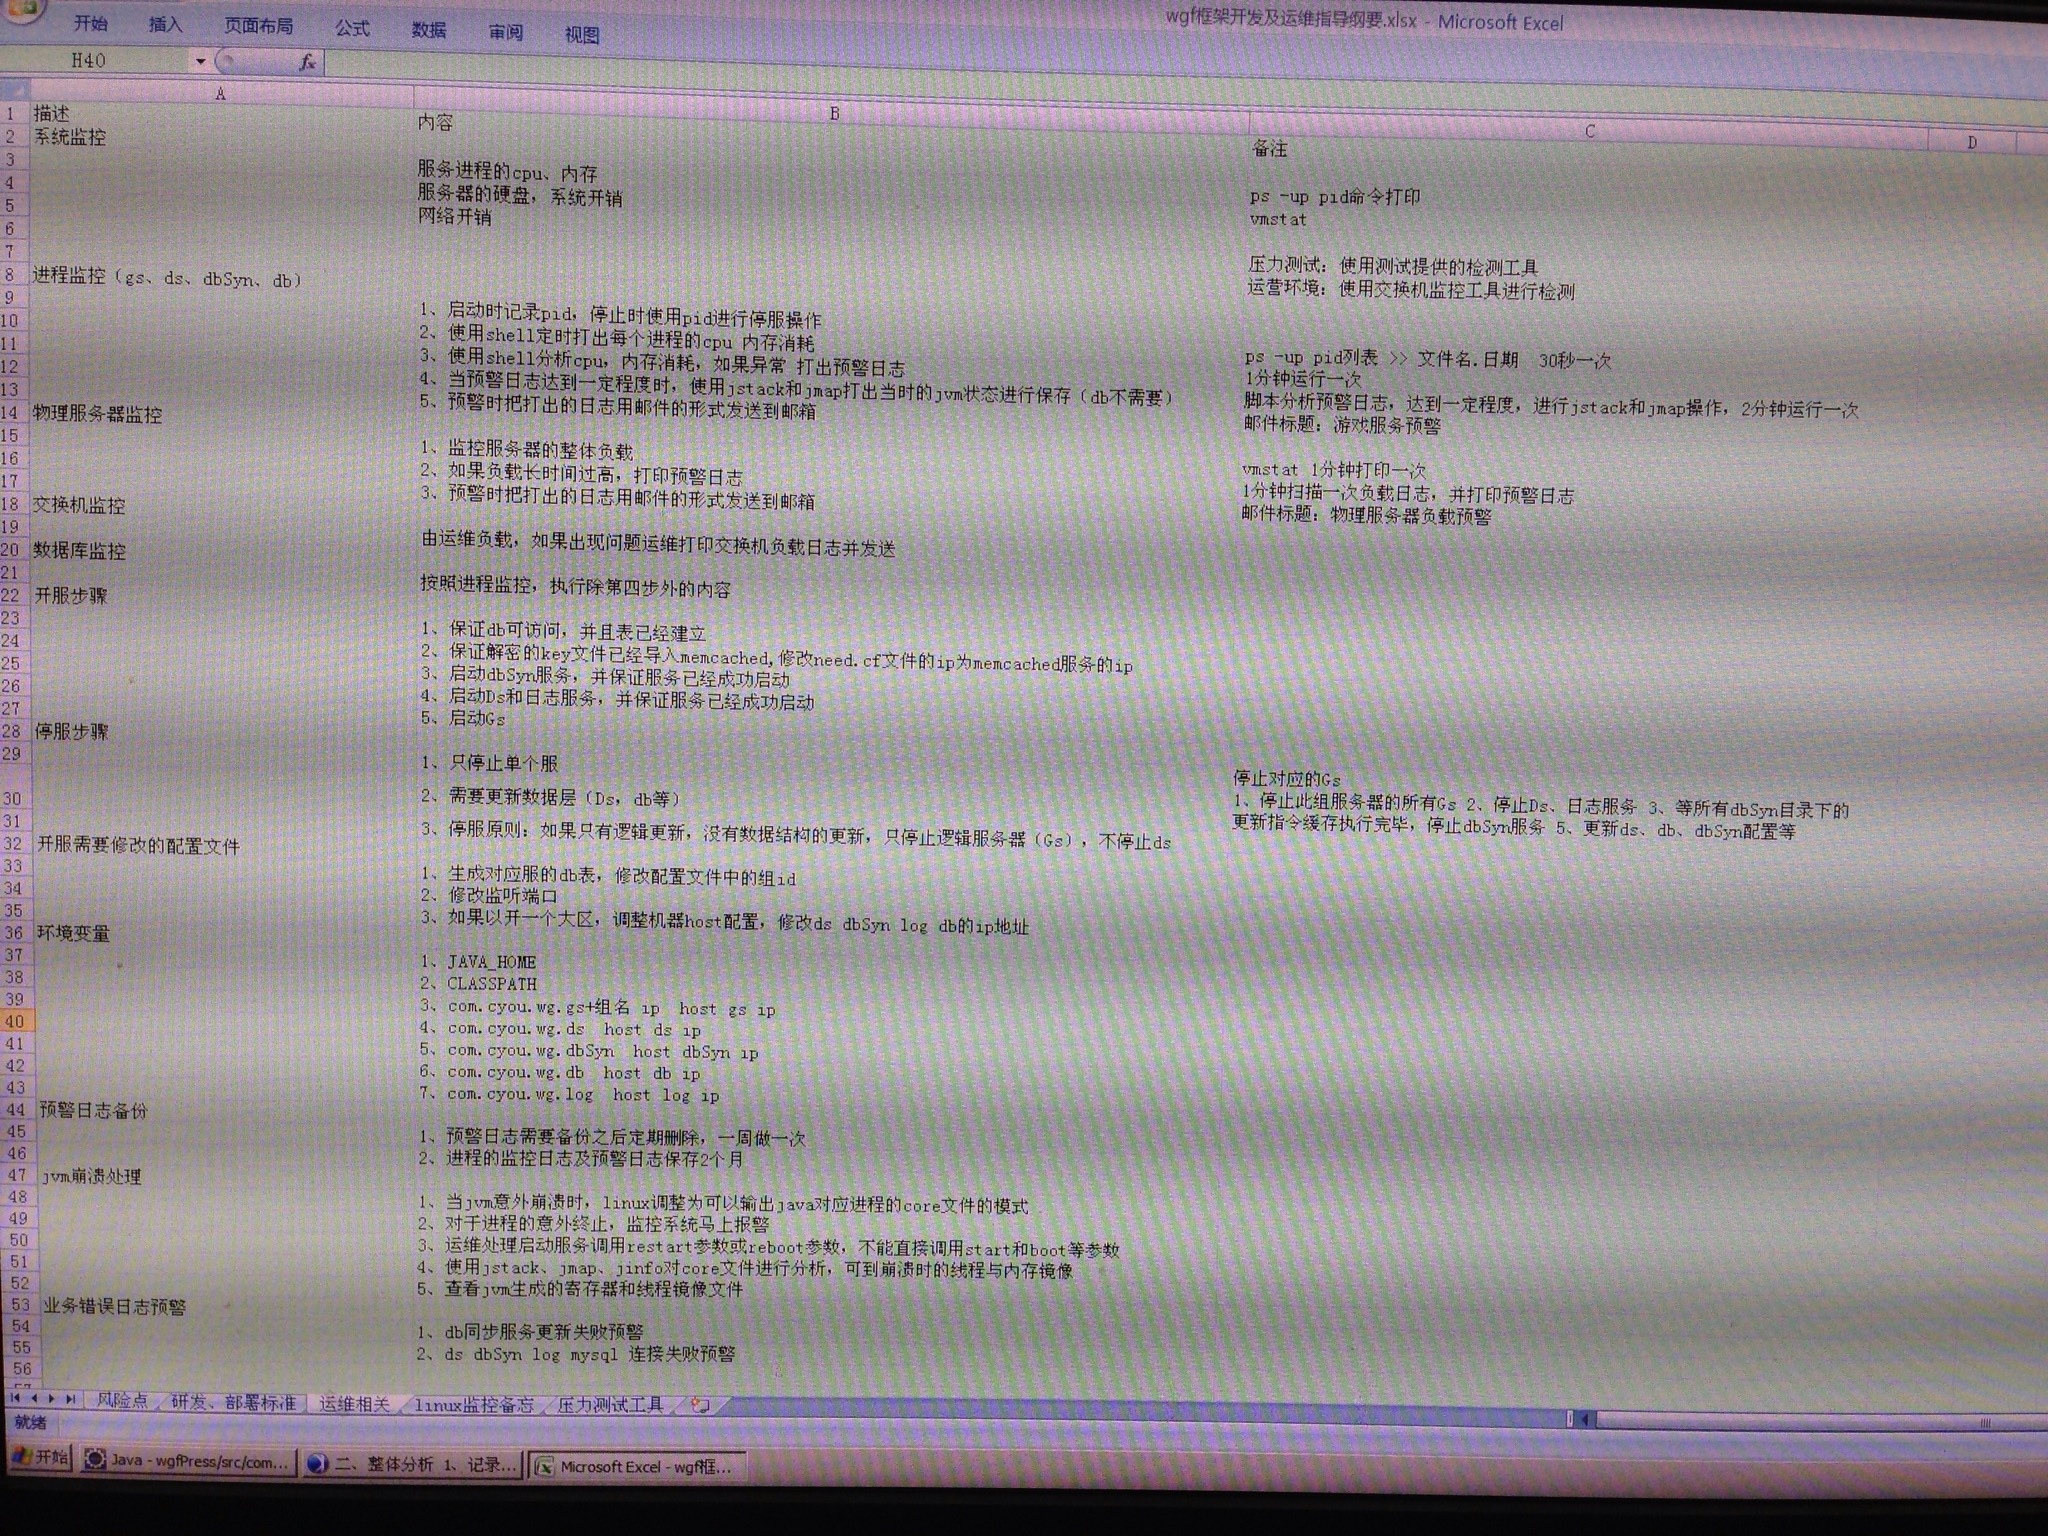 wgf框架开发及运维指导纲要.xlsx - Microsoft Excel
开始 插入 页面布局 公式 数据 审阅 视图
H40 fx
A B C D
1 描述 内容 备注
2 系统监控
3 服务进程的cpu、内存 ps -up pid命令打印
4 服务器的硬盘，系统开销 vmstat
5 网络开销
6 压力测试：使用测试提供的检测工具
7 运营环境：使用交换机监控工具进行检测
8 进程监控（gs、ds、dbSyn、db）
9 1、启动时记录pid，停止时使用pid进行停服操作
10 2、使用shell定时打出每个进程的cpu 内存消耗 ps -up pid列表 >> 文件名.日期 30秒一次
11 3、使用shell分析cpu，内存消耗，如果异常 打出预警日志 1分钟运行一次
12 4、当预警日志达到一定程度时，使用jstack和jmap打出当时的jvm状态进行保存（db不需要） 脚本分析预警日志，达到一定程度，进行jstack和jmap操作，2分钟运行一次
13 5、预警时把打出的日志用邮件的形式发送到邮箱 邮件标题：游戏服务预警
14 物理服务器监控
15 1、监控服务器的整体负载 vmstat 1分钟打印一次
16 2、如果负载长时间过高，打印预警日志 1分钟扫描一次负载日志，并打印预警日志
17 3、预警时把打出的日志用邮件的形式发送到邮箱 邮件标题：物理服务器负载预警
18 交换机监控
19 由运维负载，如果出现问题运维打印交换机负载日志并发送
20 数据库监控
21 按照进程监控，执行除第四步外的内容
22 开服步骤
23 1、保证db可访问，并且表已经建立
24 2、保证解密的key文件已经导入memcached,修改need.cf文件的ip为memcached服务的ip
25 3、启动dbSyn服务，并保证服务已经成功启动
26 4、启动Ds和日志服务，并保证服务已经成功启动
27 5、启动Gs
28 停服步骤
29 1、只停止单个服 停止对应的Gs
30 2、需要更新数据层（Ds，db等） 1、停止此组服务器的所有Gs 2、停止Ds、日志服务 3、等所有dbSyn目录下的
更新指令缓存执行完毕，停止dbSyn服务 5、更新ds、db、dbSyn配置等
31 3、停服原则：如果只有逻辑更新，没有数据结构的更新，只停止逻辑服务器（Gs），不停止ds
32 开服需要修改的配置文件
33 1、生成对应服的db表，修改配置文件中的组id
34 2、修改监听端口
35 3、如果以开一个大区，调整机器host配置，修改ds dbSyn log db的ip地址
36 环境变量
37 1、JAVA_HOME
38 2、CLASSPATH
39 3、com.cyou.wg.gs+组名 ip host gs ip
40 4、com.cyou.wg.ds host ds ip
41 5、com.cyou.wg.dbSyn host dbSyn ip
42 6、com.cyou.wg.db host db ip
43 7、com.cyou.wg.log host log ip
44 预警日志备份
45 1、预警日志需要备份之后定期删除，一周做一次
46 2、进程的监控日志及预警日志保存2个月
47 jvm崩溃处理
48 1、当jvm意外崩溃时，linux调整为可以输出java对应进程的core文件的模式
49 2、对于进程的意外终止，监控系统马上报警
50 3、运维处理启动服务调用restart参数或reboot参数，不能直接调用start和boot等参数
51 4、使用jstack、jmap、jinfo对core文件进行分析，可到崩溃时的线程与内存镜像
52 5、查看jvm生成的寄存器和线程镜像文件
53 业务错误日志预警
54 1、db同步服务更新失败预警
55 2、ds dbSyn log mysql 连接失败预警
56
风险点 研发、部署标准 运维相关 linux监控备忘 压力测试工具
就绪
开始 Java - wgfPress/src/com... 二、整体分析 1、记录... Microsoft Excel - wgf框...